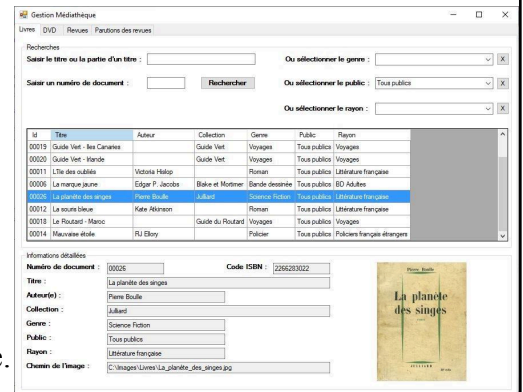 Gestion Médiathèque
Livres DVD Revues Parutions des revues
Recherches
Saisir le titre ou la partie d'un titre : Ou sélectionner le genre : X
Saisir un numéro de document : Rechercher Ou sélectionner le public : Tous publics X
Ou sélectionner le rayon : X
Id Titre Auteur Collection Genre Public Rayon
00019 Guide Vert - Iles Canaries Guide Vert Voyages Tous publics Voyages
00020 Guide Vert - Irlande Guide Vert Voyages Tous publics Voyages
00011 L'île des oubliés Victoria Hislop Roman Tous publics Littérature française
00006 La marque jaune Edgar P. Jacobs Blake et Mortimer Bande dessinée Tous publics BD Adultes
00026 La planète des singes Pierre Boulle Julliard Science Fiction Tous publics Littérature française
00012 La souris bleue Kate Atkinson Roman Tous publics Littérature française
00018 Le Routard - Maroc Guide du Routard Voyages Tous publics Voyages
00014 Mauvaise étoile RJ Ellory Policier Tous publics Policiers français étrangers
Informations détaillées
Numéro de document : 00026 Code ISBN : 2266283022
Titre : La planète des singes
Auteur(e) : Pierre Boulle
Collection : Julliard
Genre : Science Fiction
Public : Tous publics
Rayon : Littérature française
Chemin de l'image : C:\Images\Livres\La_planète_des_singes.jpg
Pierre Boulle
La planète
des singes
JULLIARD
e.